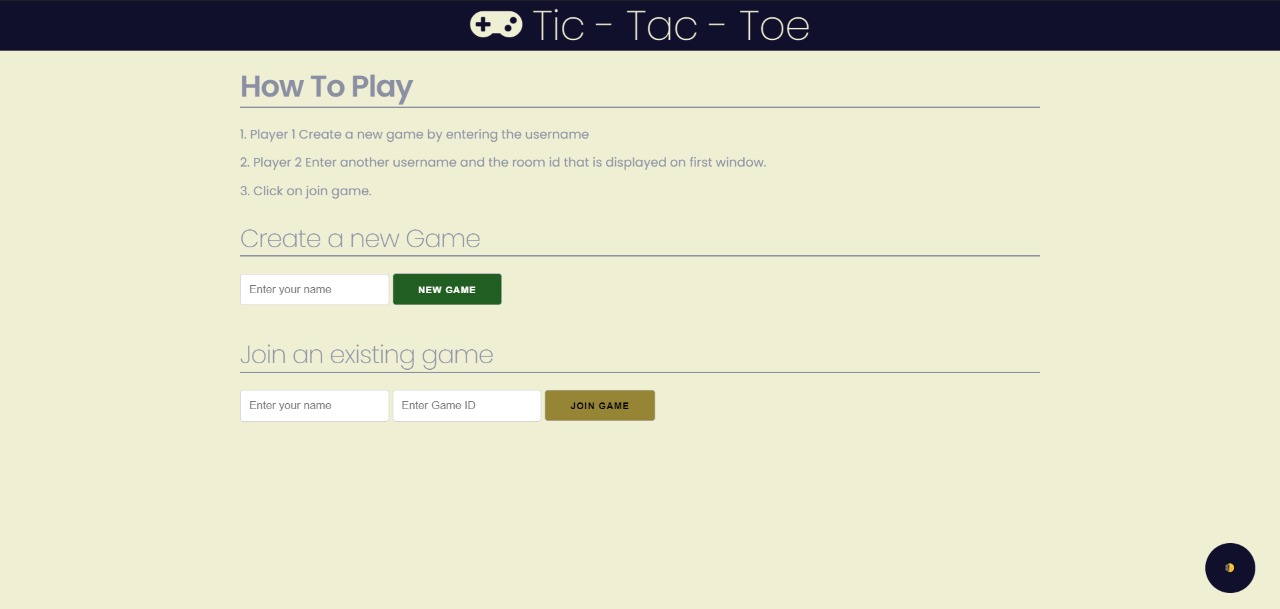 Tic - Tac - Toe
How To Play
1. Player 1 Create a new game by entering the username
2. Player 2 Enter another username and the room id that is displayed on first window.
3. Click on join game.
Create a new Game
Enter your name NEW GAME
Join an existing game
Enter your name Enter Game ID JOIN GAME